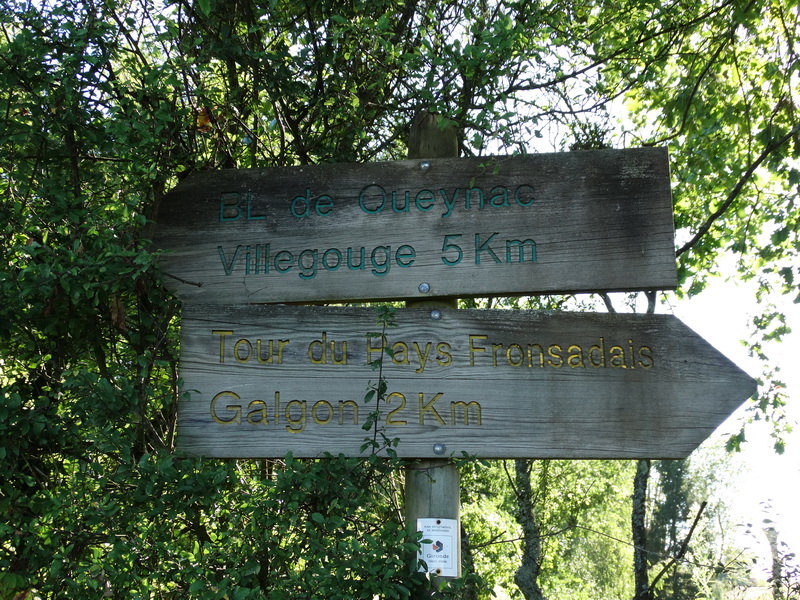 BL de Queynac
Villegouge 5 Km
Tour du Pays Fronsadais
Galgon 2 Km
Gironde